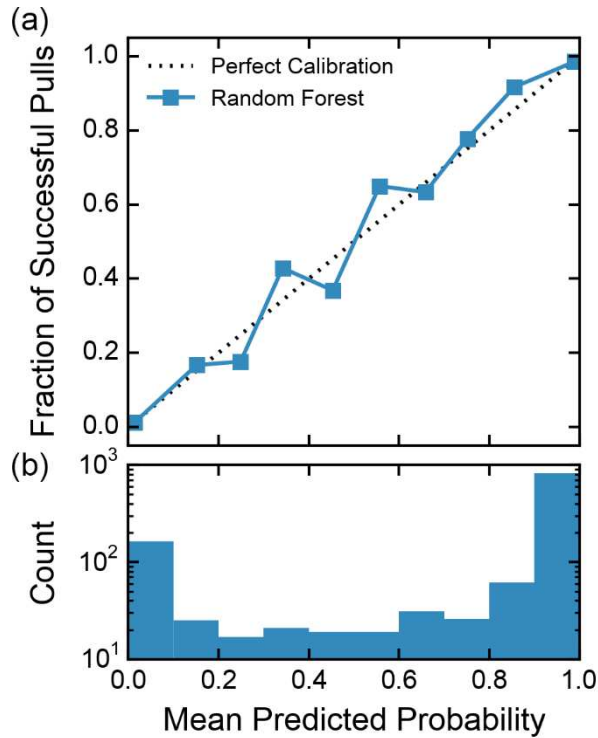 (a)
Fraction of Successful Pulls
1.0
0.8
0.6
0.4
0.2
0.0
Perfect Calibration
Random Forest
(b)
Count
10³
10²
10¹
0.0 0.2 0.4 0.6 0.8 1.0
Mean Predicted Probability